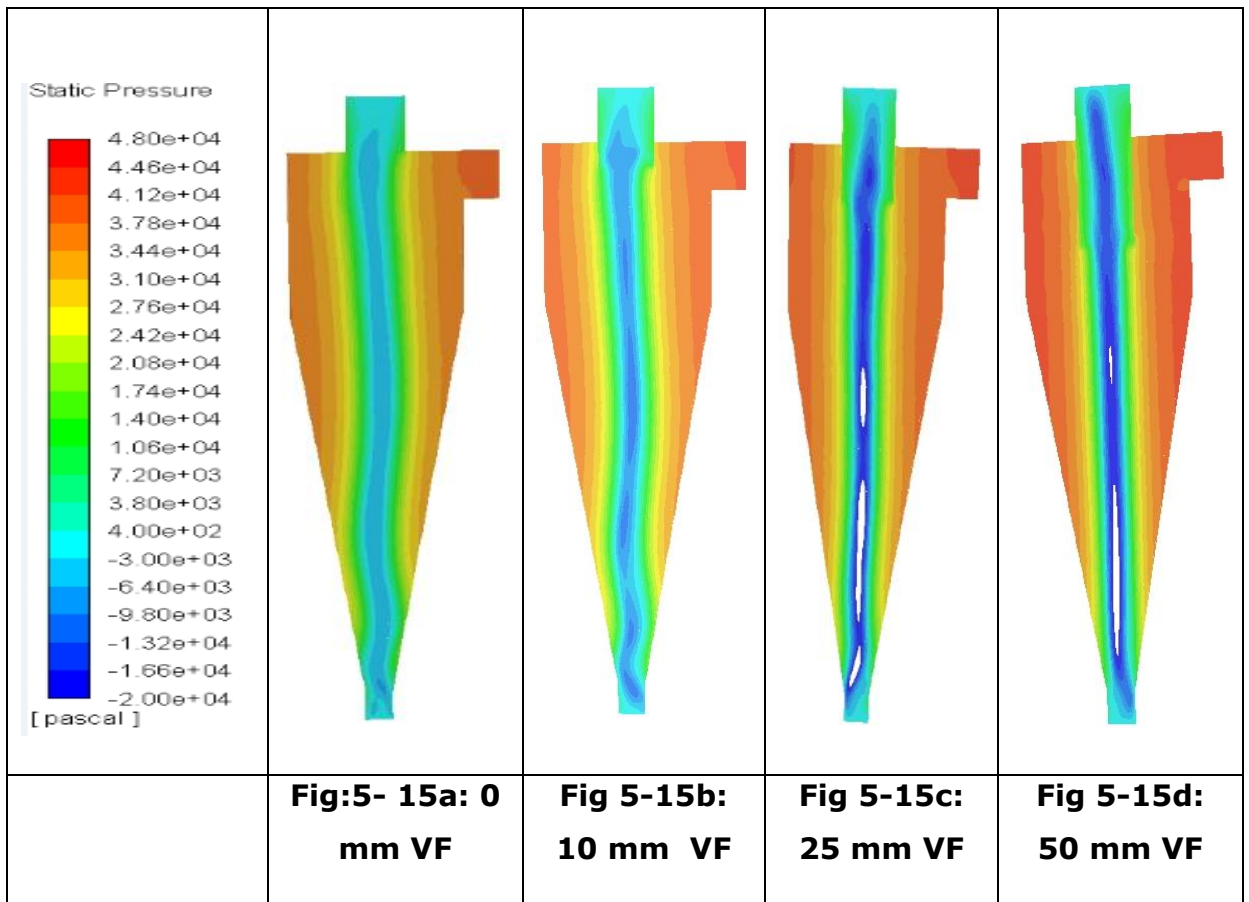 Static Pressure
4.80e+04
4.46e+04
4.12e+04
3.78e+04
3.44e+04
3.10e+04
2.76e+04
2.42e+04
2.08e+04
1.74e+04
1.40e+04
1.06e+04
7.20e+03
3.80e+03
4.00e+02
-3.00e+03
-6.40e+03
-9.80e+03
-1.32e+04
-1.66e+04
-2.00e+04
[ pascal ]
Fig:5- 15a: 0
mm VF
Fig 5-15b:
10 mm  VF
Fig 5-15c:
25 mm VF
Fig 5-15d:
50 mm VF